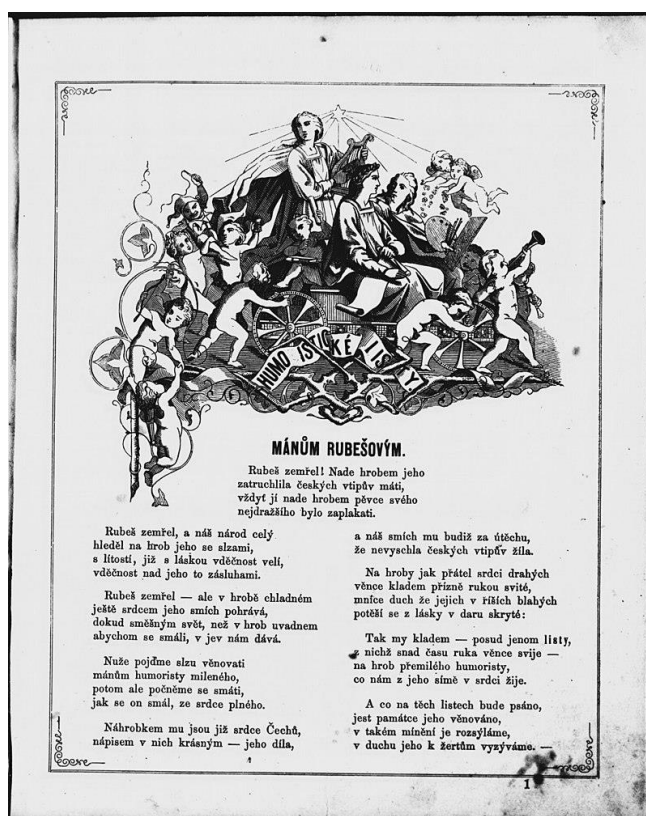 HUMORISTICKÉ LISTY
MÁNŮM RUBEŠOVÝM.
Rubeš zemřel! Nade hrobem jeho
zatruchlila českých vtipův máti,
vždyť jí nade hrobem pěvce svého
nejdražšího bylo zaplakati.
Rubeš zemřel, a náš národ celý
hleděl na hrob jeho se slzami,
s lítostí, již s láskou vděčnost velí,
vděčnost nad jeho to zásluhami.
Rubeš zemřel — ale v hrobě chladném
ještě srdcem jeho smích pohrává,
dokud směšným svět, než v hrob uvadnem
abychom se smáli, v jev nám dává.
Nuže pojďme slzu věnovati
mánům humoristy mileného,
potom ale počněme se smáti,
jak se on smál, ze srdce plného.
Náhrobkem mu jsou již srdce Čechů,
nápisem v nich krásným — jeho díla,
a náš smích mu budiž za útěchu,
že nevyschla českých vtipův žíla.
Na hroby jak přátel srdci drahých
věnce kladem přízně rukou svité,
mníce duch že jejich v říších blahých
potěší se z lásky v daru skryté:
Tak my kladem — posud jenom listy,
z nichž snad času ruka věnce svije —
na hrob přemilého humoristy,
co nám z jeho símě v srdci žije.
A co na těch listech bude psáno,
jest památce jeho věnováno,
v takém mínění je rozsýláme,
v duchu jeho k žertům vyzýváme. —
1